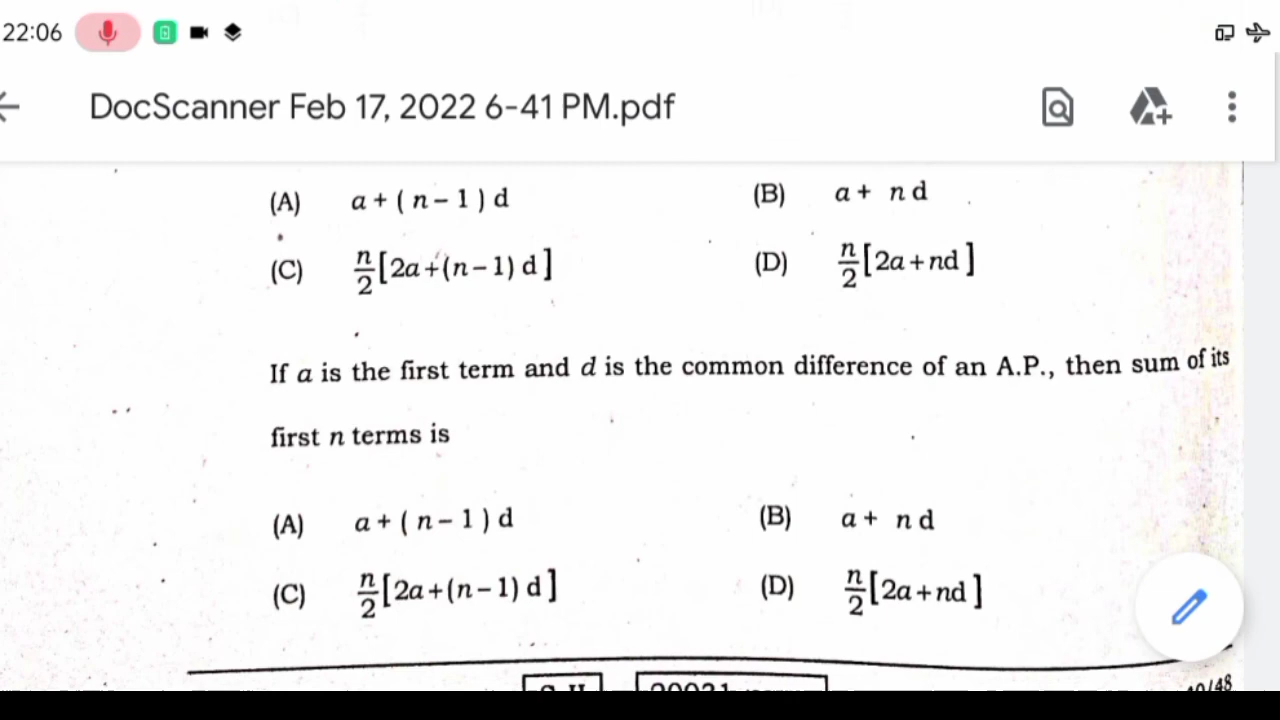 22:06
DocScanner Feb 17, 2022 6-41 PM.pdf
(A) a + ( n – 1 ) d (B) a + n d
(C) n/2 [ 2a + (n – 1) d ] (D) n/2 [ 2a + nd ]
If a is the first term and d is the common difference of an A.P., then sum of its
first n terms is
(A) a + ( n – 1 ) d (B) a + n d
(C) n/2 [ 2a + (n – 1) d ] (D) n/2 [ 2a + nd ]